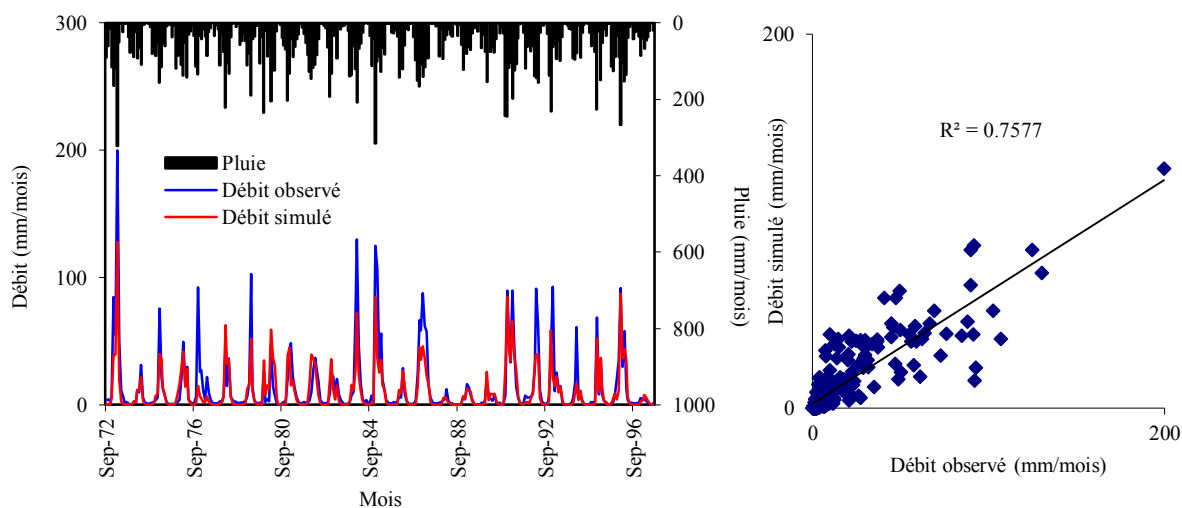 300
200
100
0
Débit (mm/mois)
Pluie
Débit observé
Débit simulé
0
200
400
600
800
1000
Pluie (mm/mois)
Sep-72
Sep-76
Sep-80
Sep-84
Sep-88
Sep-92
Sep-96
Mois
200
0
Débit simulé (mm/mois)
R² = 0.7577
0
200
Débit observé (mm/mois)